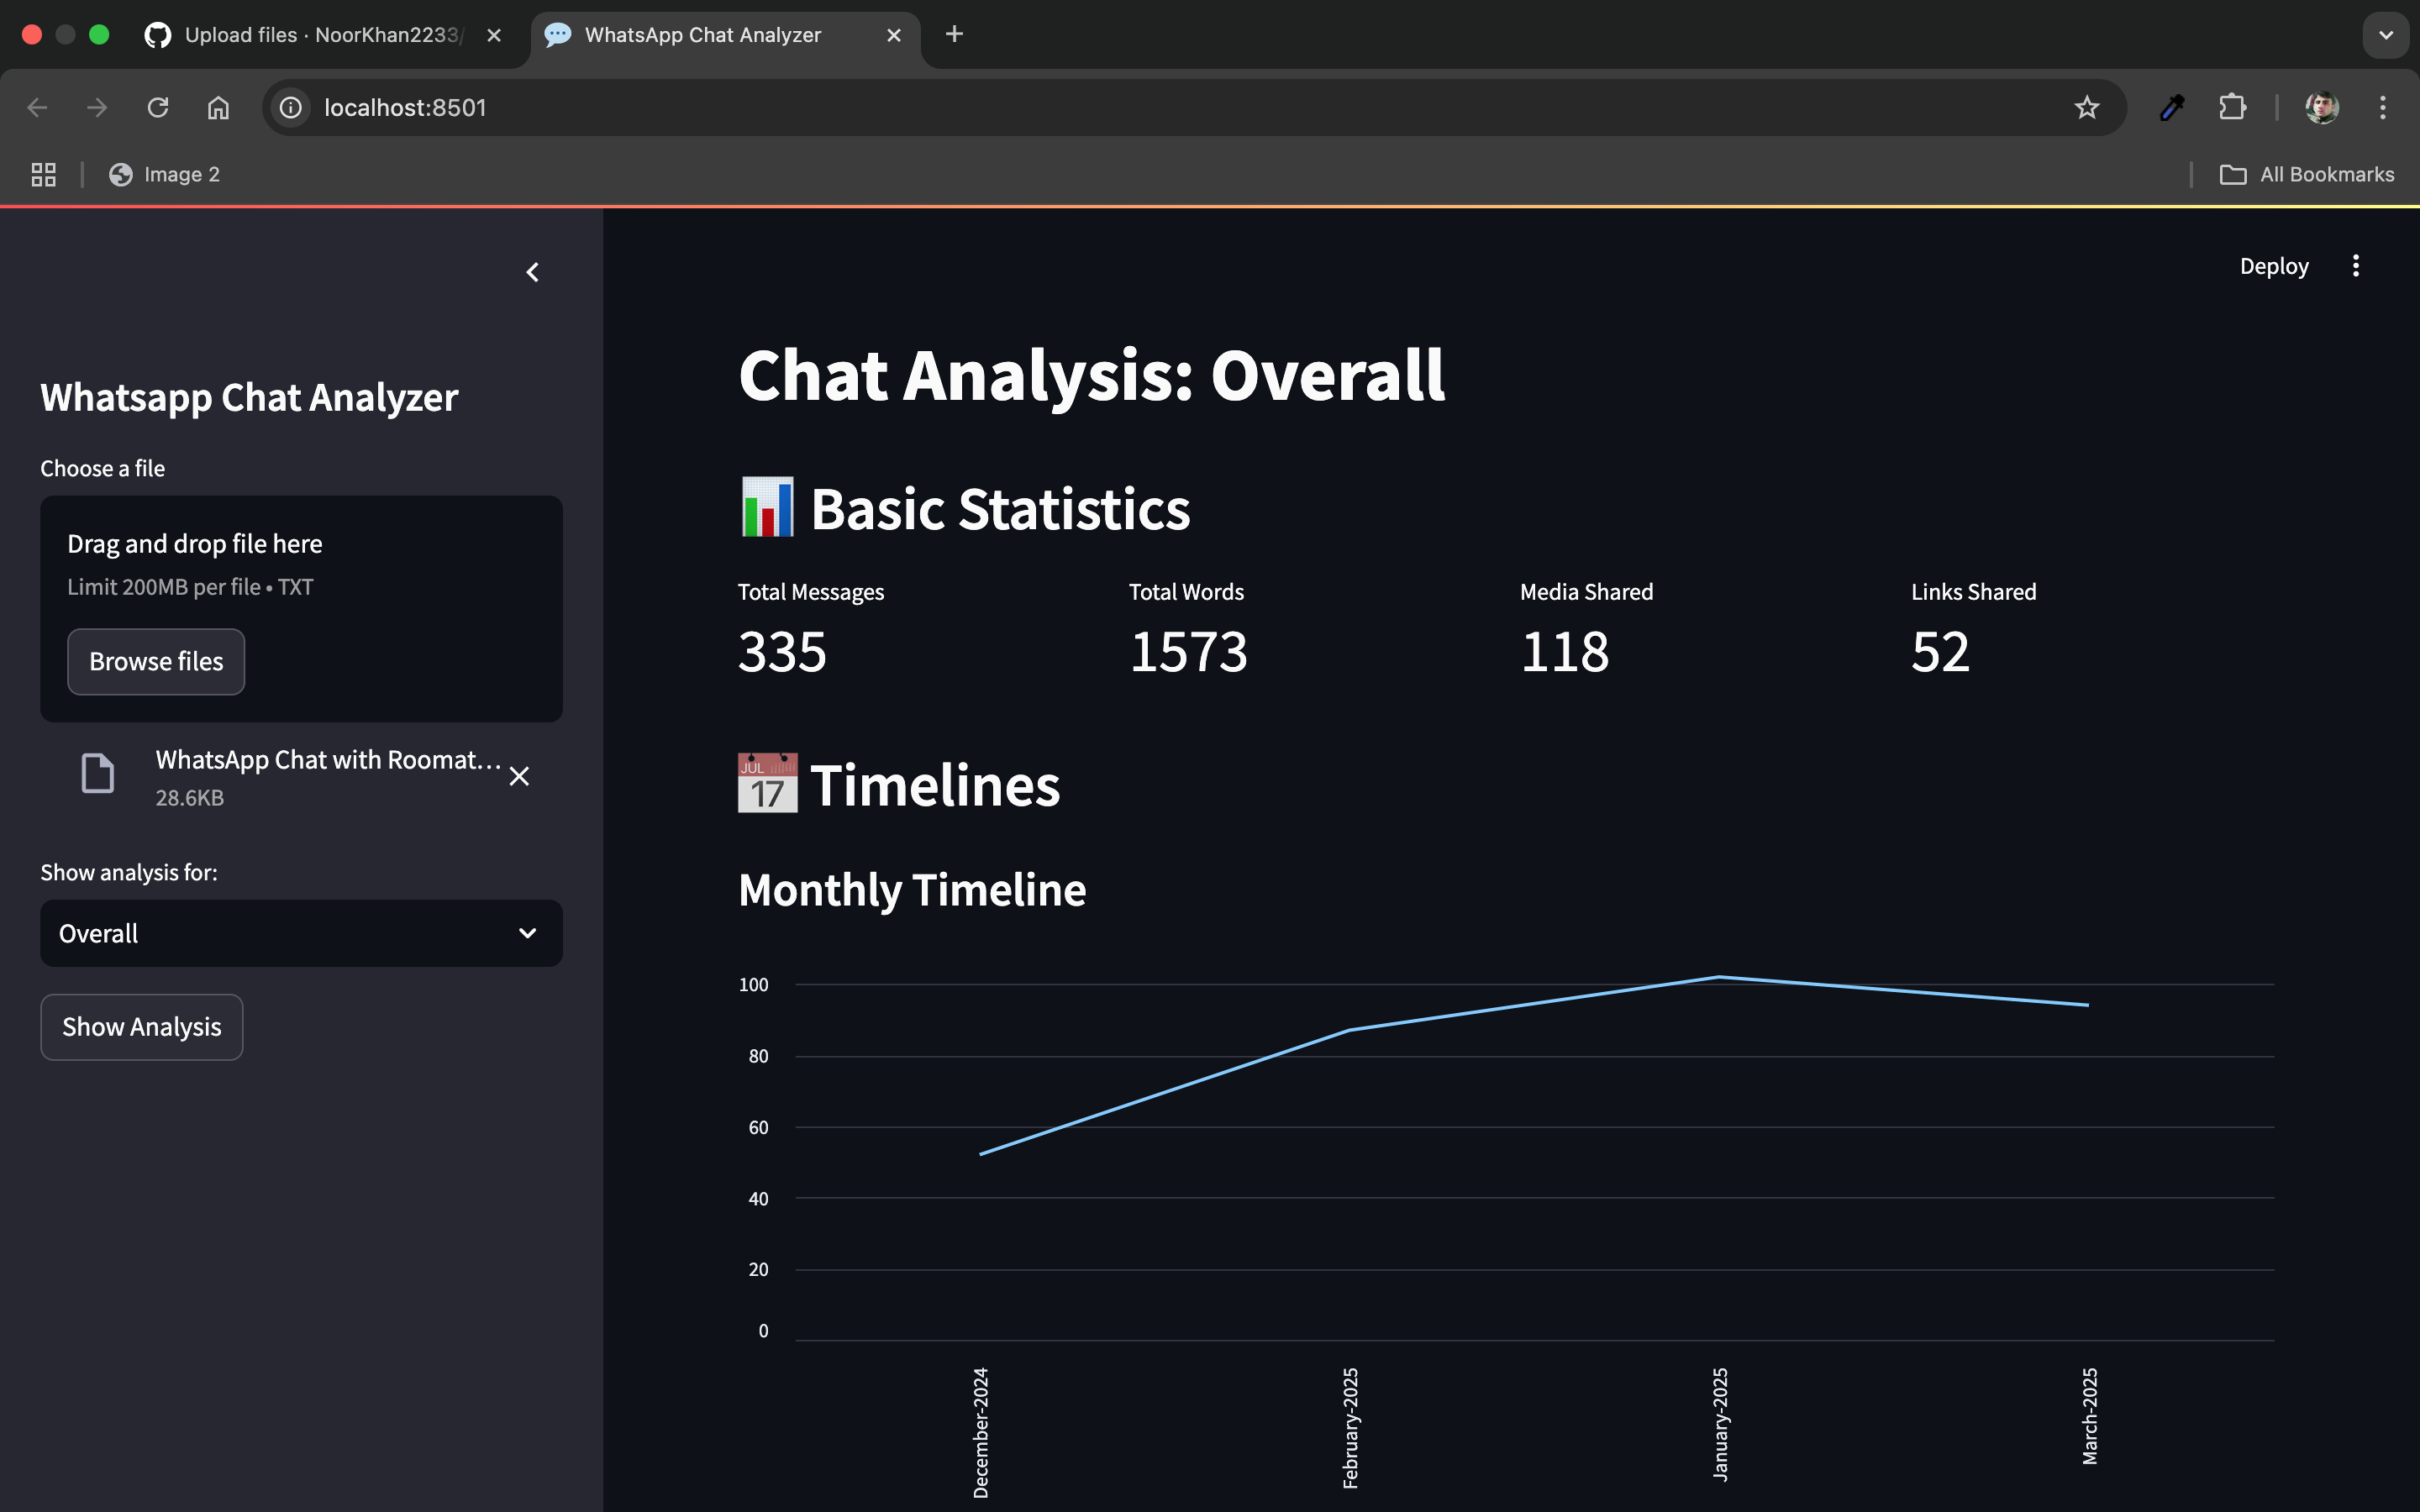 Upload files · NoorKhan2233/
WhatsApp Chat Analyzer
localhost:8501
Image 2
All Bookmarks
Deploy
Whatsapp Chat Analyzer
Choose a file
Drag and drop file here
Limit 200MB per file • TXT
Browse files
WhatsApp Chat with Roomat...
28.6KB
Show analysis for:
Overall
Show Analysis
Chat Analysis: Overall
Basic Statistics
Total Messages
335
Total Words
1573
Media Shared
118
Links Shared
52
JUL
17
Timelines
Monthly Timeline
100
80
60
40
20
0
December-2024
February-2025
January-2025
March-2025